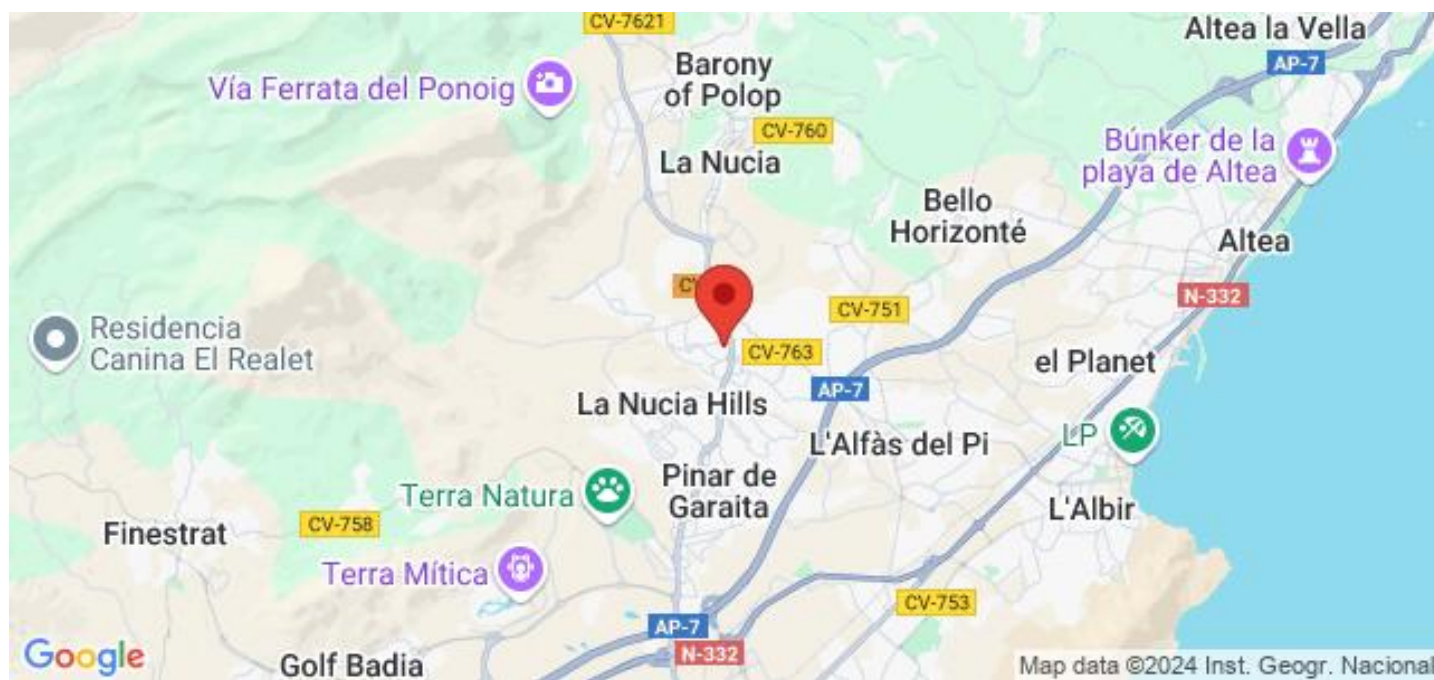 CV-7621
Altea la Vella
Barony
of Polop
AP-7
Vía Ferrata del Ponoig
CV-760
Búnker de la
playa de Altea
La Nucia
Bello
Horizonté
Altea
N-332
CV-751
Residencia
Canina El Realet
CV-763
el Planet
AP-7
La Nucia Hills
L'Alfàs del Pi
LP
Pinar de
Garaita
Terra Natura
L'Albir
CV-758
Finestrat
Terra Mítica
CV-753
AP-7
N-332
Google
Golf Badia
Map data ©2024 Inst. Geogr. Nacional